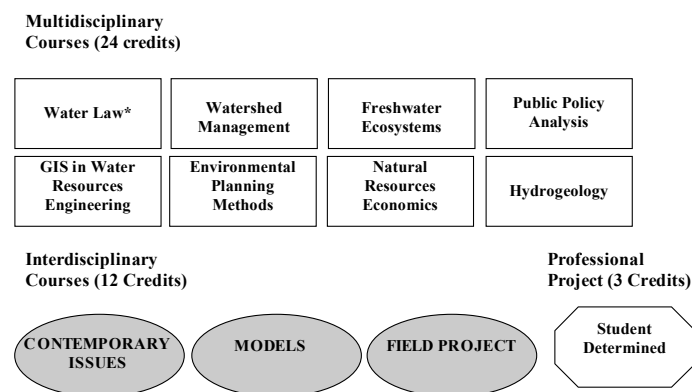 Multidisciplinary
Courses (24 credits)
Water Law*
Watershed
Management
Freshwater
Ecosystems
Public Policy
Analysis
GIS in Water
Resources
Engineering
Environmental
Planning
Methods
Natural
Resources
Economics
Hydrogeology
Interdisciplinary
Courses (12 Credits)
Professional
Project (3 Credits)
CONTEMPORARY
ISSUES
MODELS
FIELD PROJECT
Student
Determined